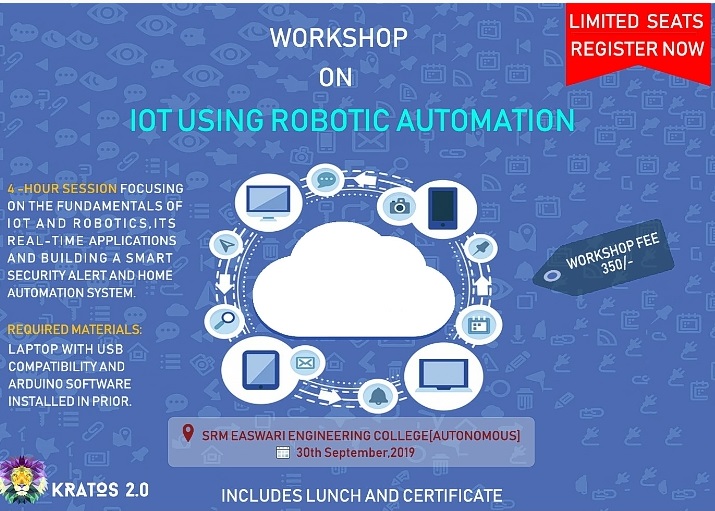 LIMITED SEATS
REGISTER NOW
WORKSHOP
ON
IOT USING ROBOTIC AUTOMATION
4 -HOUR SESSION FOCUSING
ON THE FUNDAMENTALS OF
IOT AND ROBOTICS,ITS
REAL-TIME APPLICATIONS
AND BUILDING A SMART
SECURITY ALERT AND HOME
AUTOMATION SYSTEM.
WORKSHOP FEE
350/-
REQUIRED MATERIALS:
LAPTOP WITH USB
COMPATIBILITY AND
ARDUINO SOFTWARE
INSTALLED IN PRIOR.
SRM EASWARI ENGINEERING COLLEGE[AUTONOMOUS]
30th September,2019
KRATOS 2.0
INCLUDES LUNCH AND CERTIFICATE